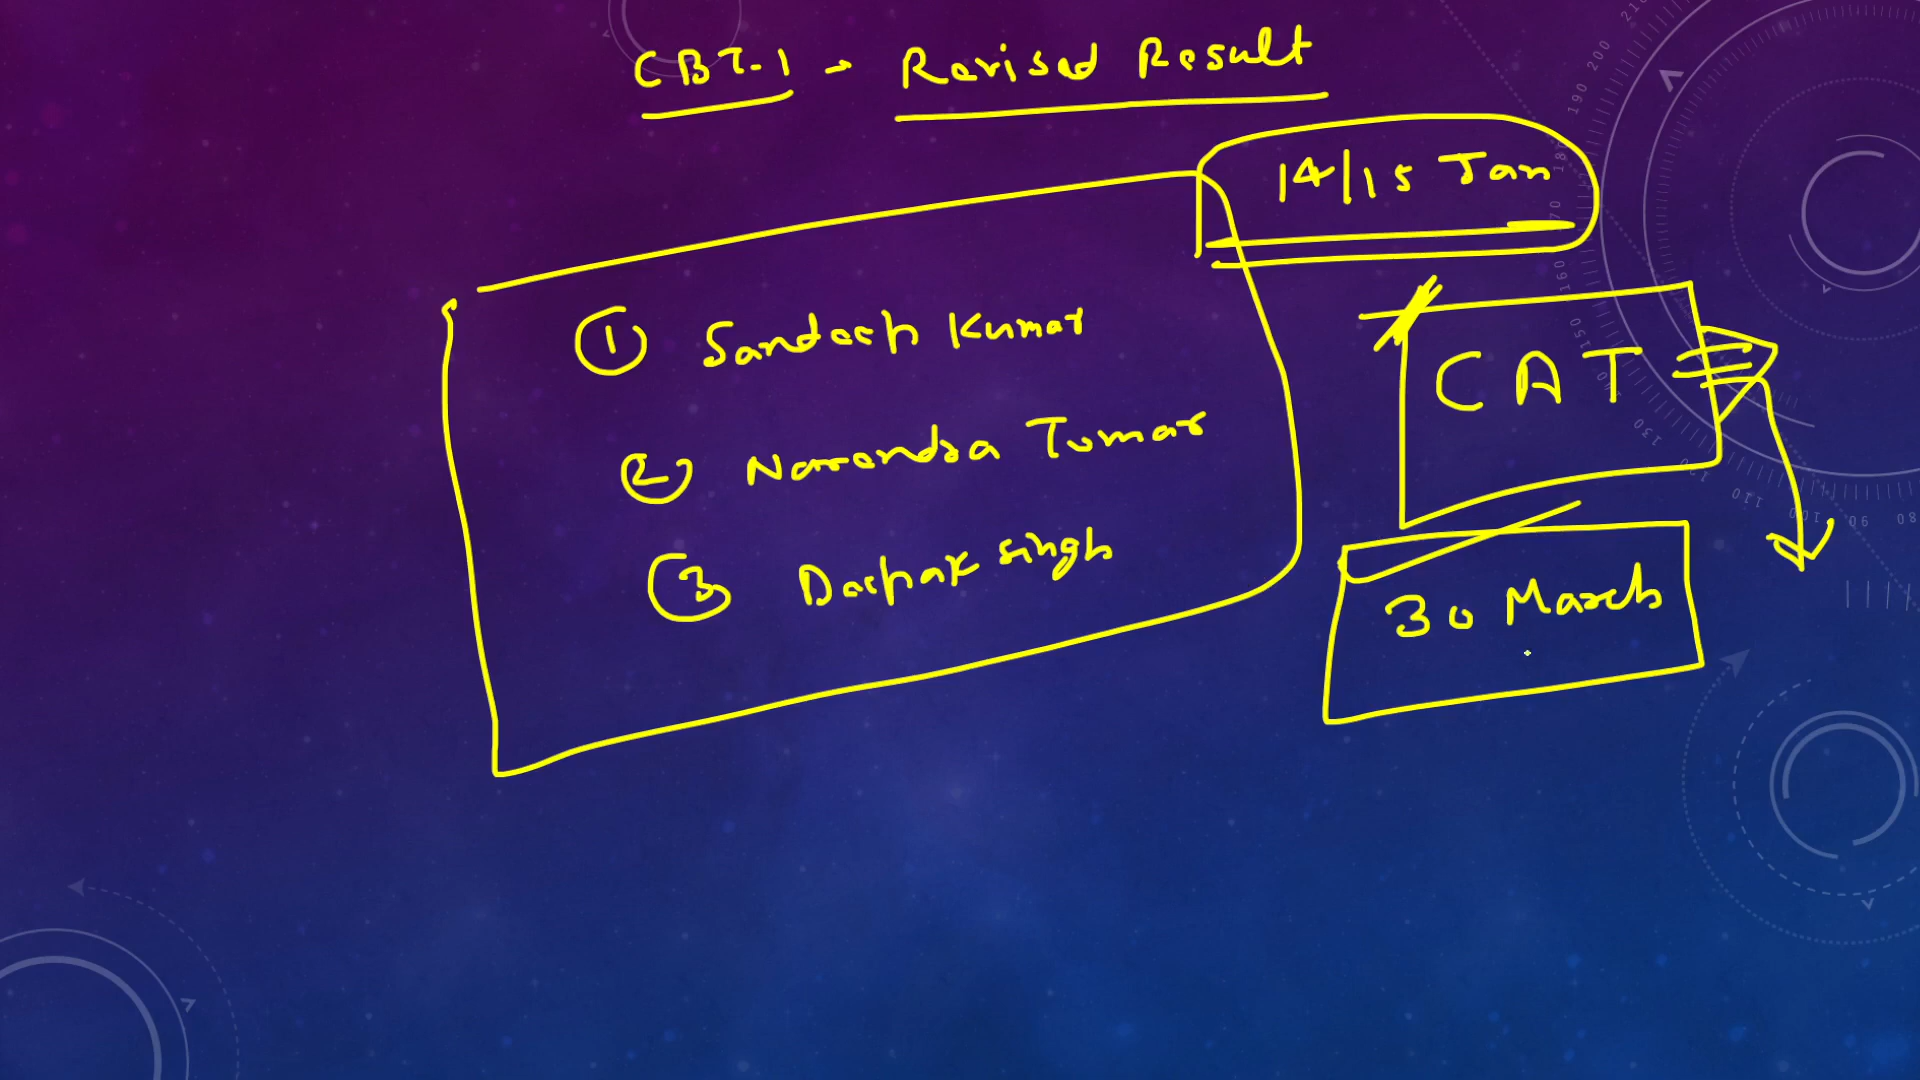 CBT-1 - Revised Result
14/15 Jan
① Sandeep Kumar
CAT
② Narendra Tomar
③ Deepak Singh
30 March